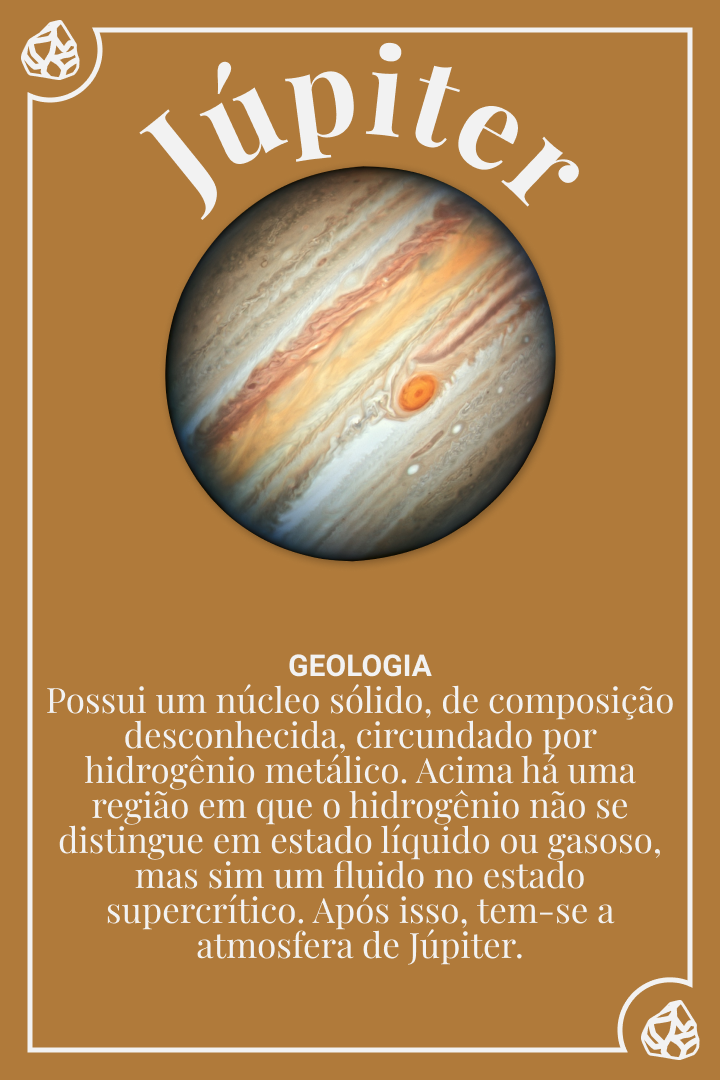 Júpiter
GEOLOGIA
Possui um núcleo sólido, de composição
desconhecida, circundado por
hidrogênio metálico. Acima há uma
região em que o hidrogênio não se
distingue em estado líquido ou gasoso,
mas sim um fluido no estado
supercrítico. Após isso, tem-se a
atmosfera de Júpiter.